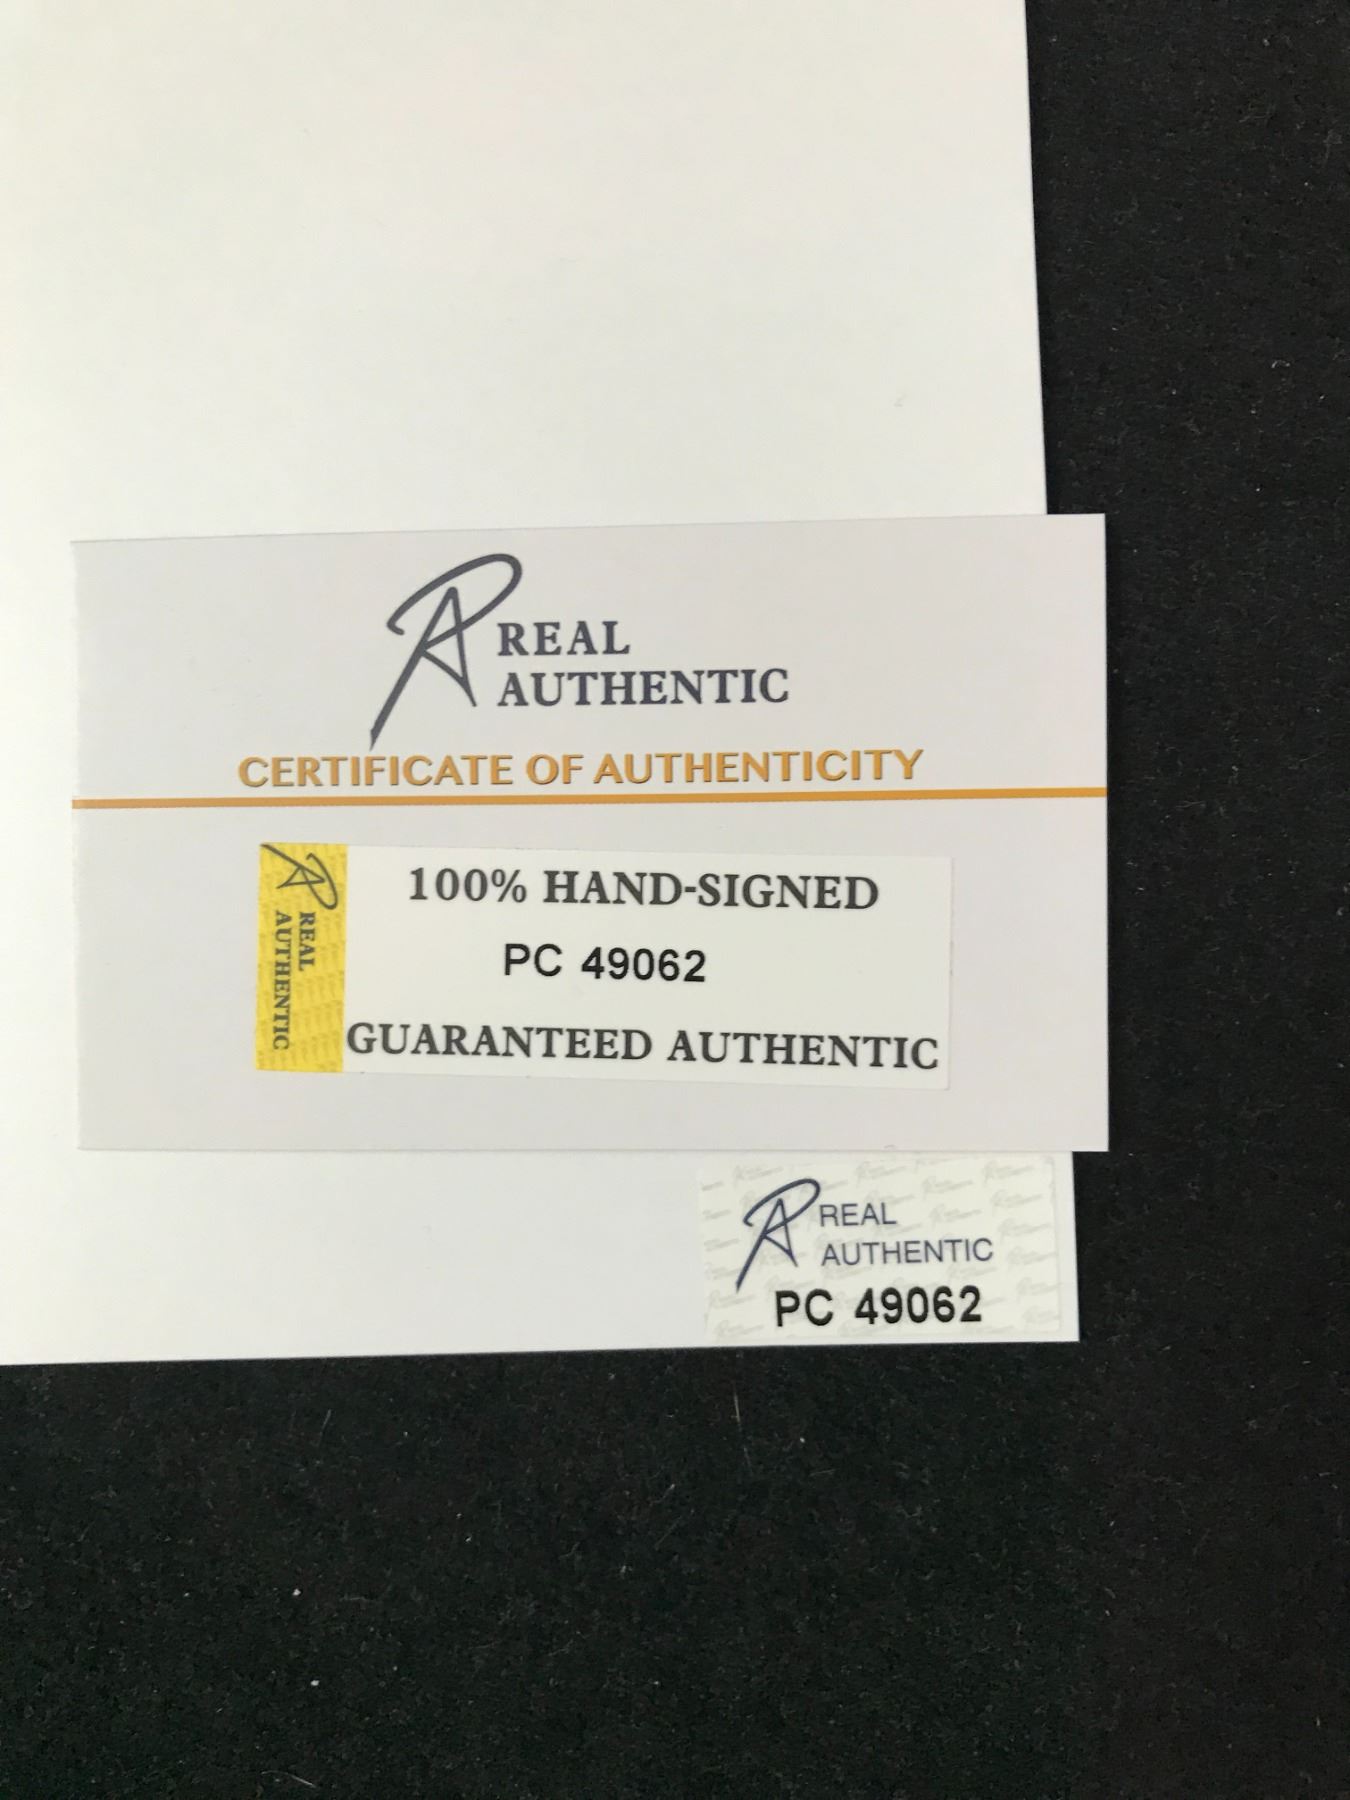 REAL
AUTHENTIC
CERTIFICATE OF AUTHENTICITY
REAL
AUTHENTIC
100% HAND-SIGNED
PC 49062
GUARANTEED AUTHENTIC
REAL
AUTHENTIC
PC 49062